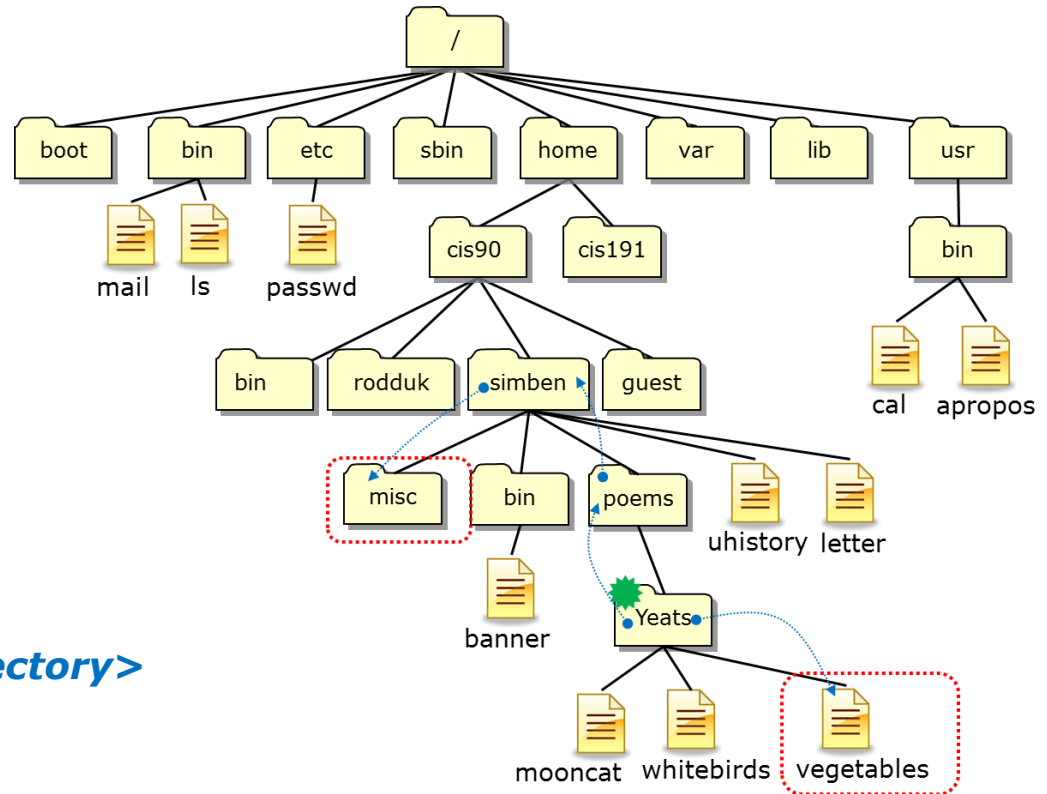 /
boot bin etc sbin home var lib usr
mail ls passwd cis90 cis191 bin
bin rodduk simben guest
cal apropos
misc bin poems
uhistory letter
banner Yeats
ectory>
mooncat whitebirds vegetables